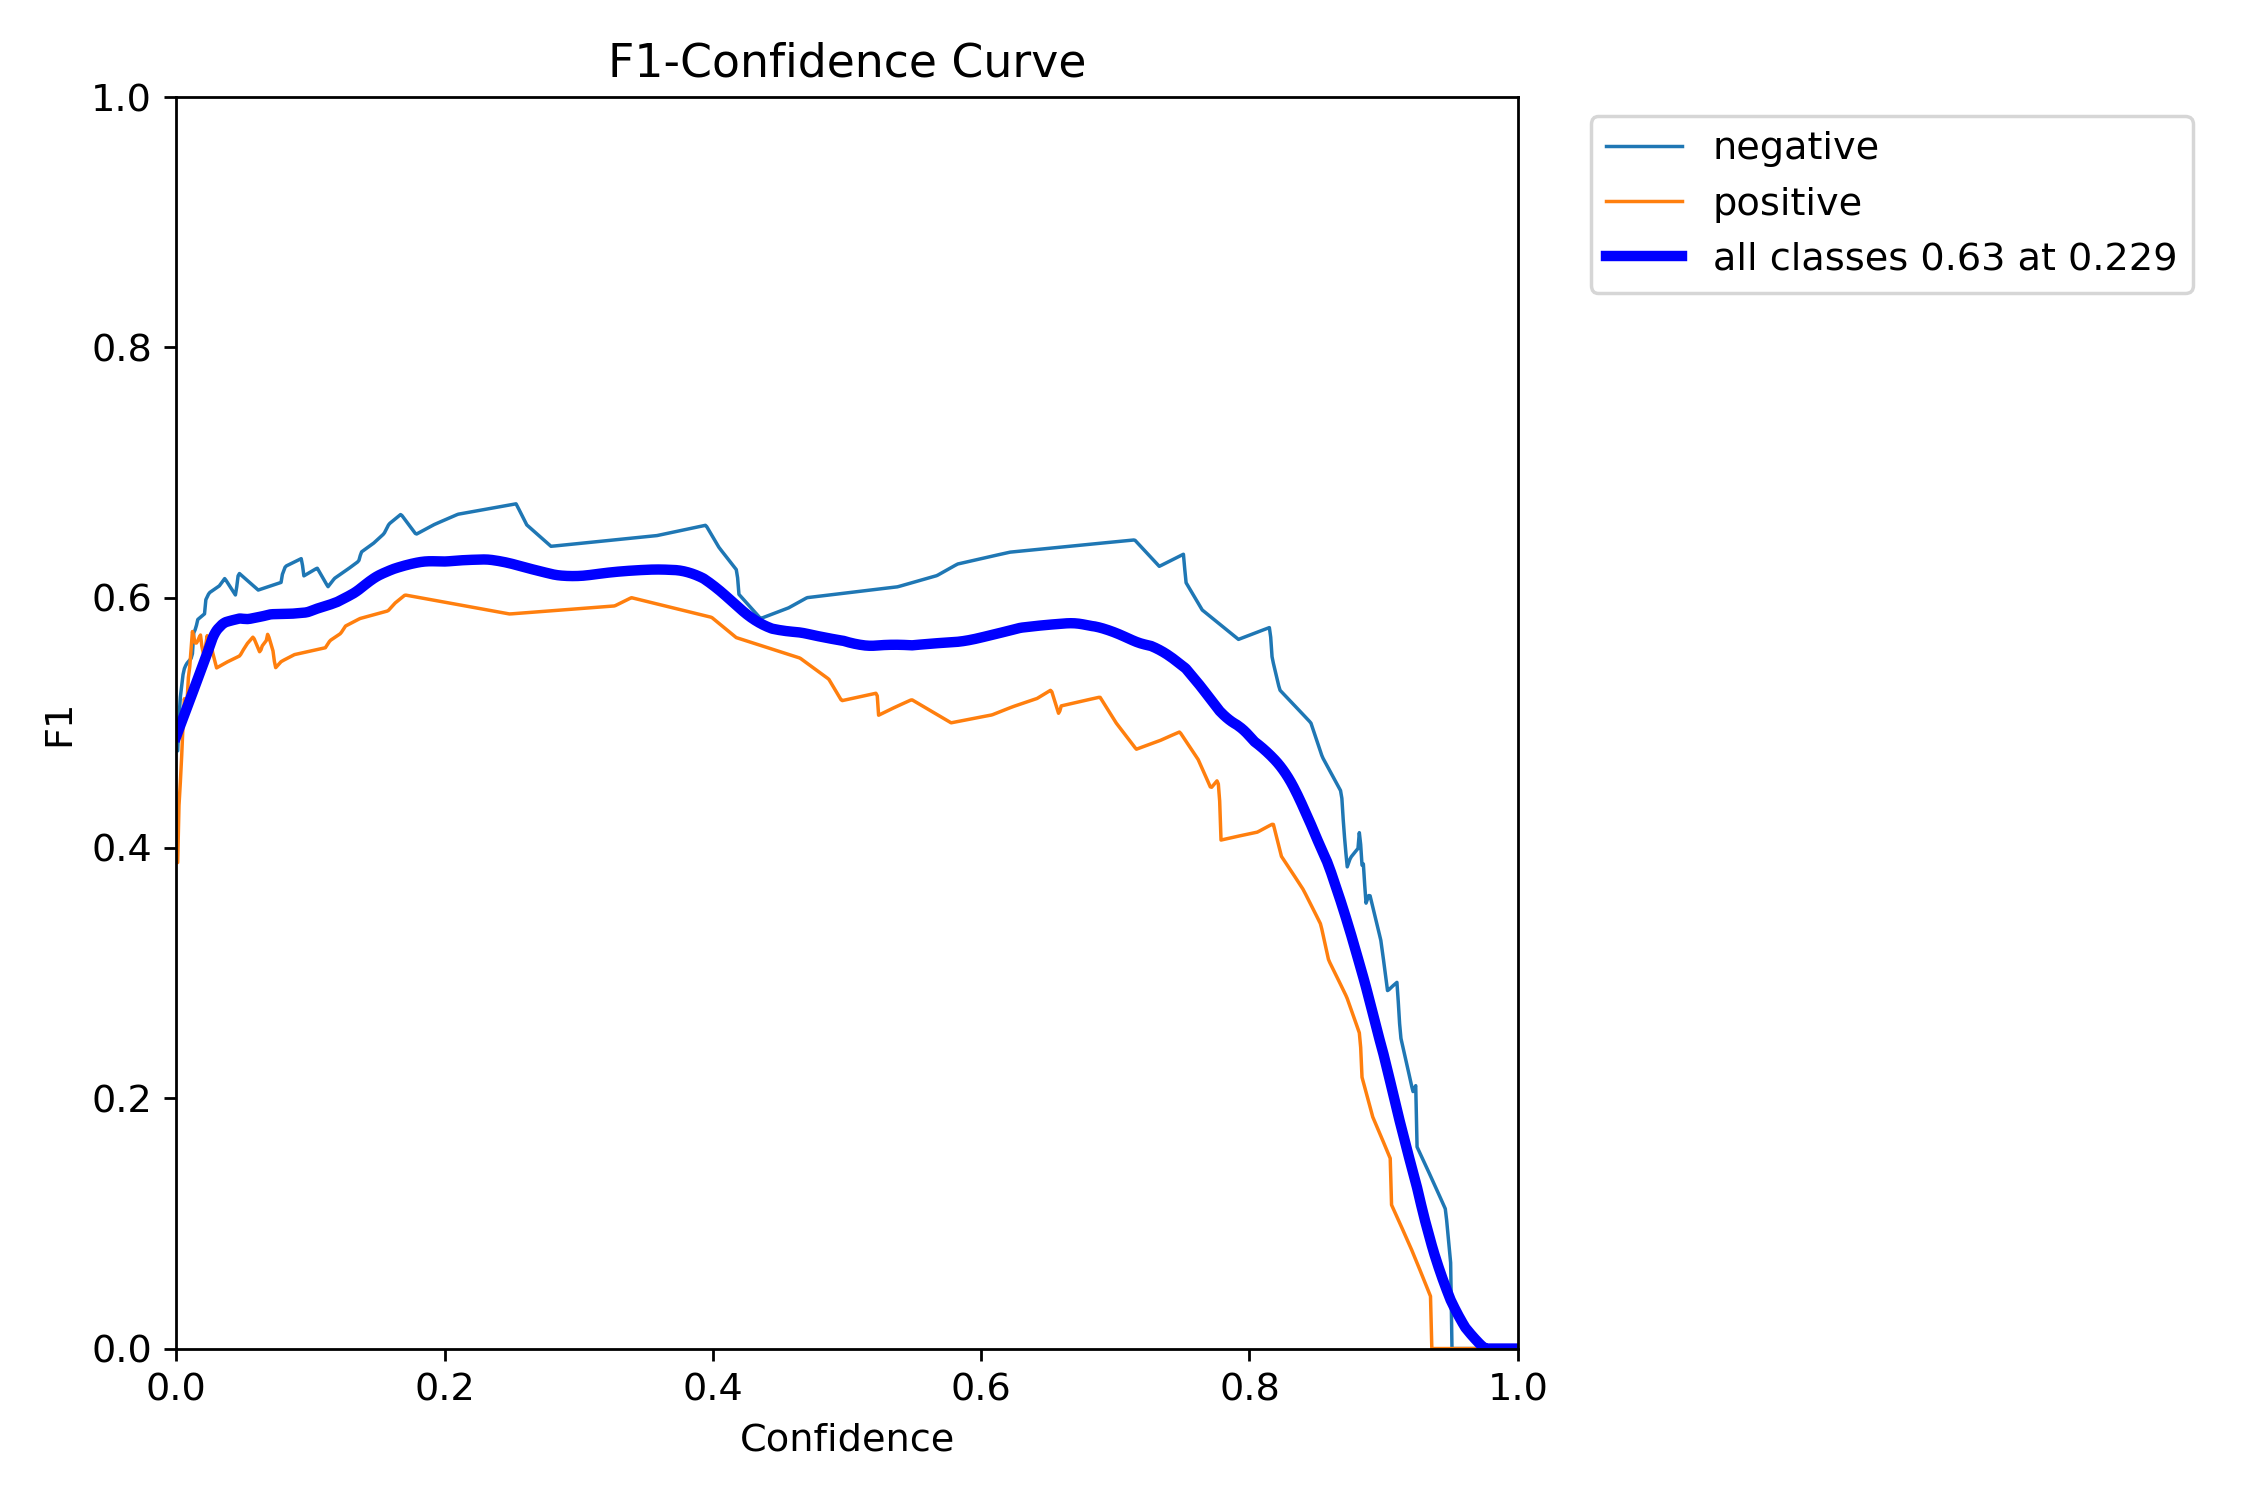 F1-Confidence Curve
1.0
0.8
0.6
0.4
0.2
0.0
F1
0.0 0.2 0.4 0.6 0.8 1.0
Confidence
negative
positive
all classes 0.63 at 0.229